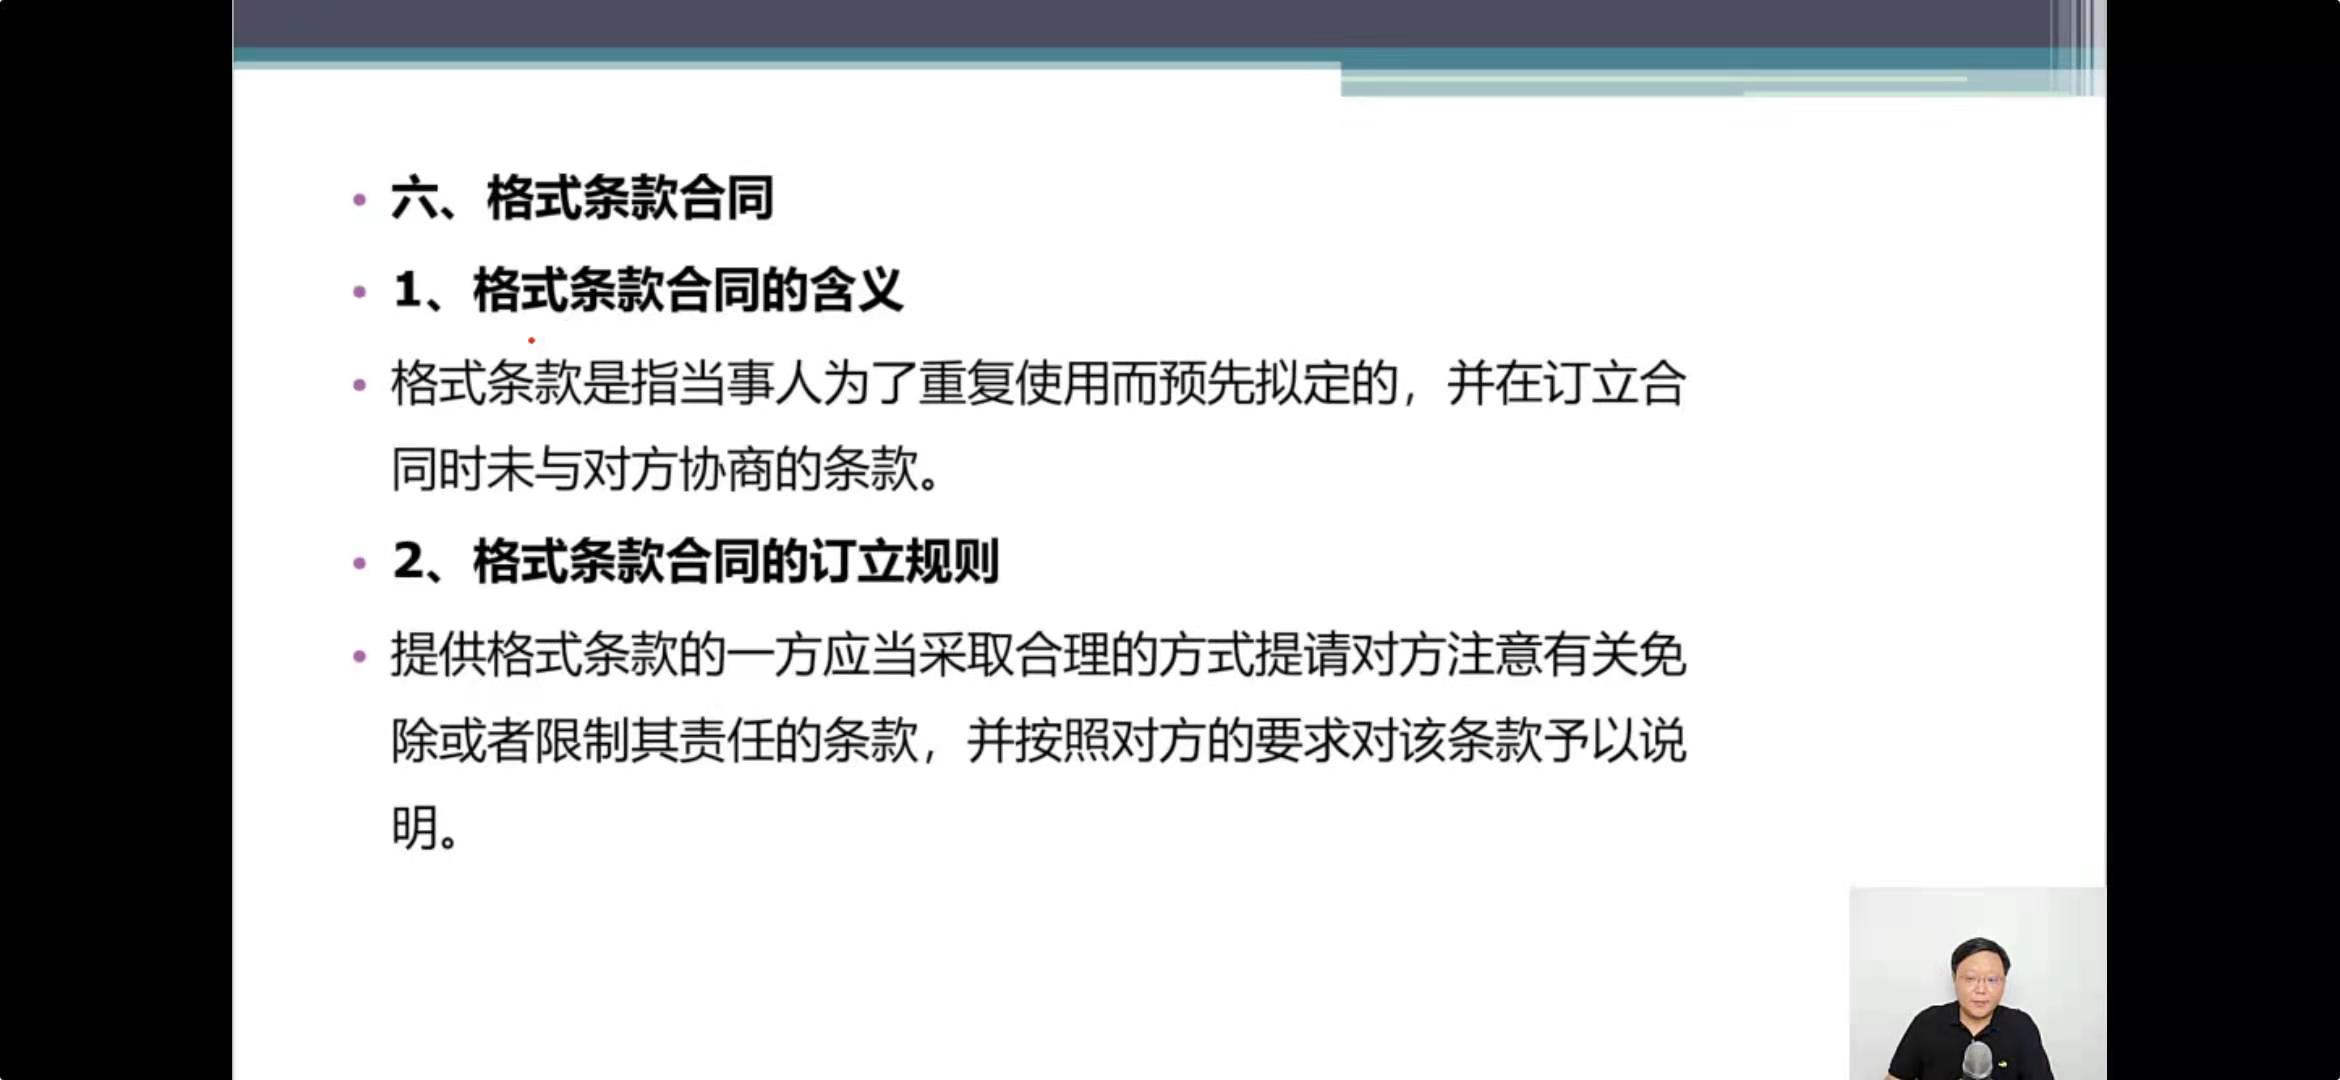 六、格式条款合同
1、格式条款合同的含义
格式条款是指当事人为了重复使用而预先拟定的，并在订立合
同时未与对方协商的条款。
2、格式条款合同的订立规则
提供格式条款的一方应当采取合理的方式提请对方注意有关免
除或者限制其责任的条款，并按照对方的要求对该条款予以说
明。